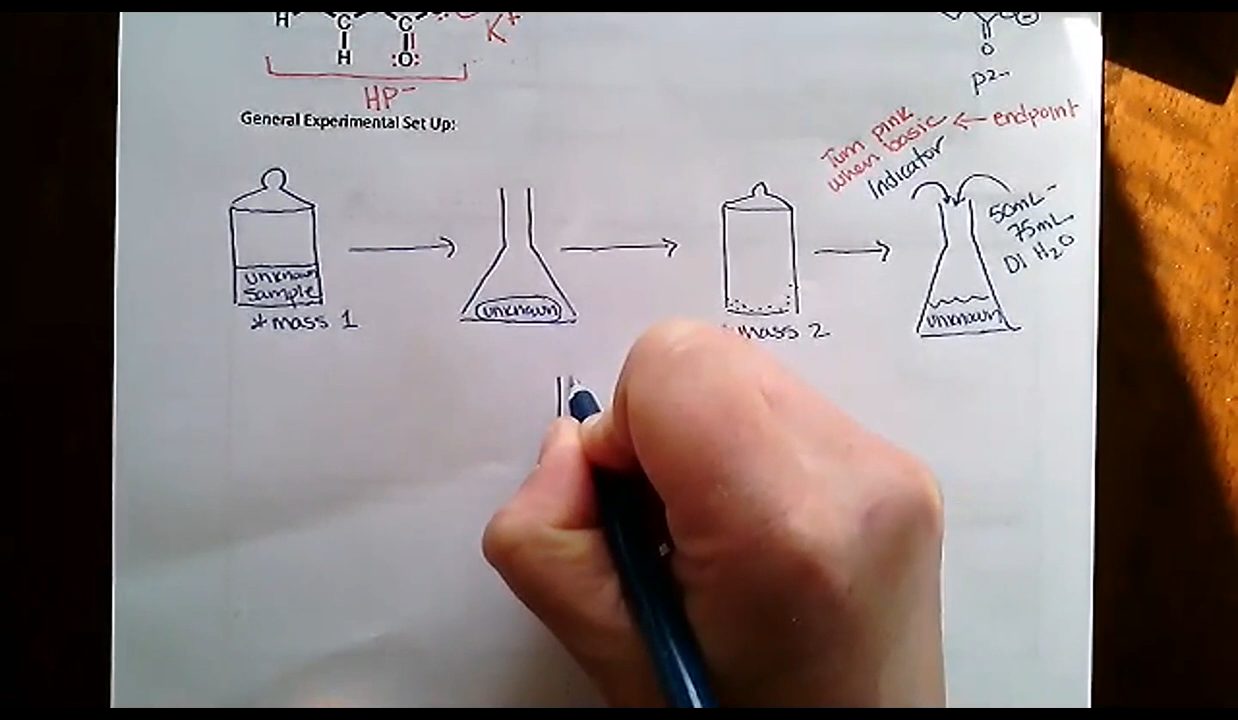 H C C K+
H :O: O
HP-
P2-
General Experimental Set Up:
Turn pink
when basic ← endpoint
Indicator
50mL-
75mL
DI H2O
unknown
sample
*mass 1
unknown
mass 2
unknown